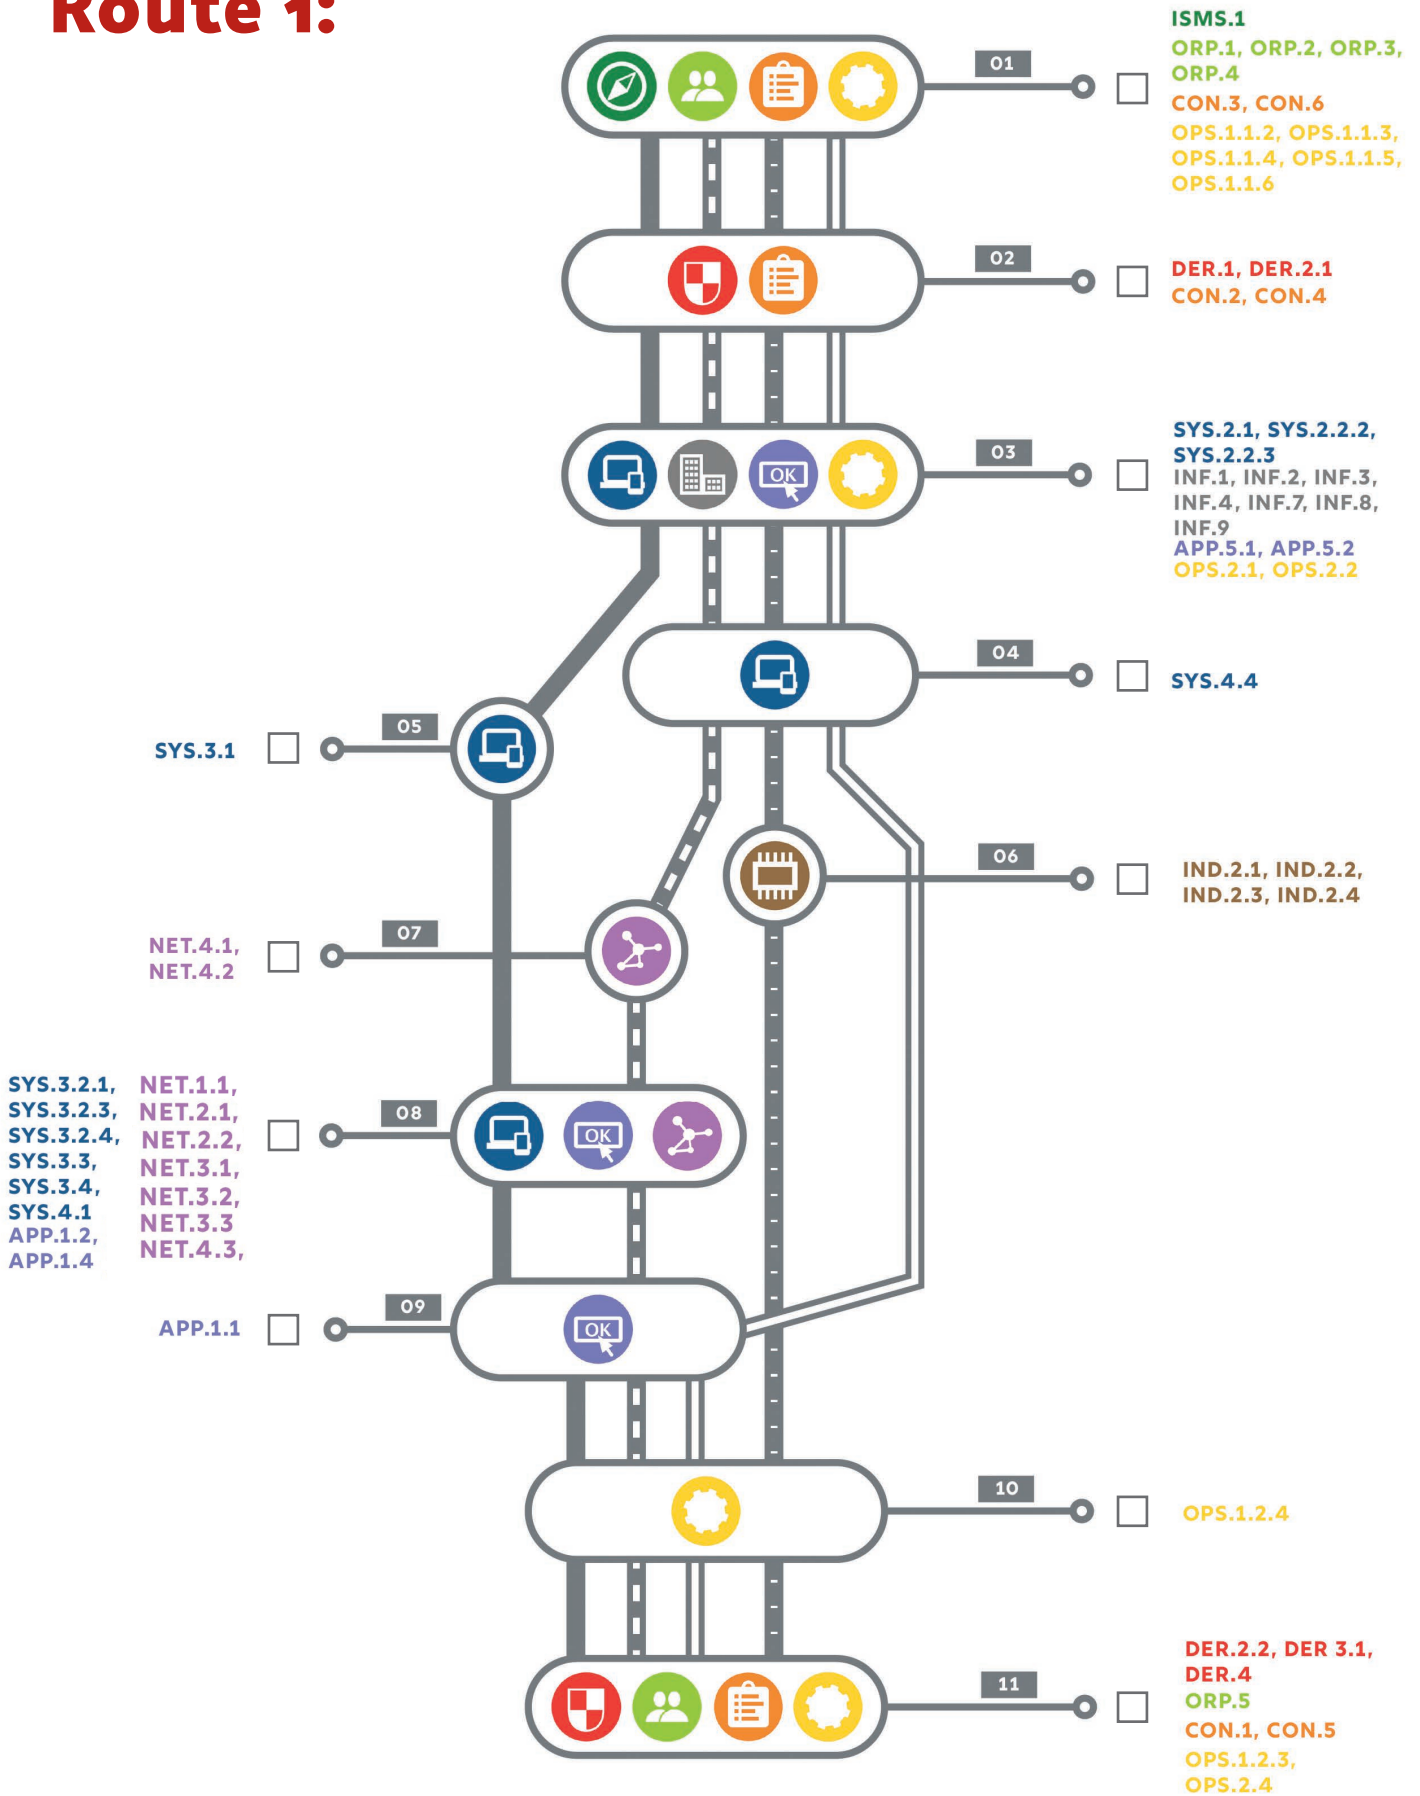 Route 1:
01
ISMS.1
ORP.1, ORP.2, ORP.3,
ORP.4
CON.3, CON.6
OPS.1.1.2, OPS.1.1.3,
OPS.1.1.4, OPS.1.1.5,
OPS.1.1.6
02
DER.1, DER.2.1
CON.2, CON.4
OK
03
SYS.2.1, SYS.2.2.2,
SYS.2.2.3
INF.1, INF.2, INF.3,
INF.4, INF.7, INF.8,
INF.9
APP.5.1, APP.5.2
OPS.2.1, OPS.2.2
04
SYS.4.4
05
SYS.3.1
06
IND.2.1, IND.2.2,
IND.2.3, IND.2.4
07
NET.4.1,
NET.4.2
08
SYS.3.2.1,
SYS.3.2.3,
SYS.3.2.4,
SYS.3.3,
SYS.3.4,
SYS.4.1
APP.1.2,
APP.1.4
NET.1.1,
NET.2.1,
NET.2.2,
NET.3.1,
NET.3.2,
NET.3.3
NET.4.3,
OK
09
APP.1.1
OK
10
OPS.1.2.4
11
DER.2.2, DER 3.1,
DER.4
ORP.5
CON.1, CON.5
OPS.1.2.3,
OPS.2.4